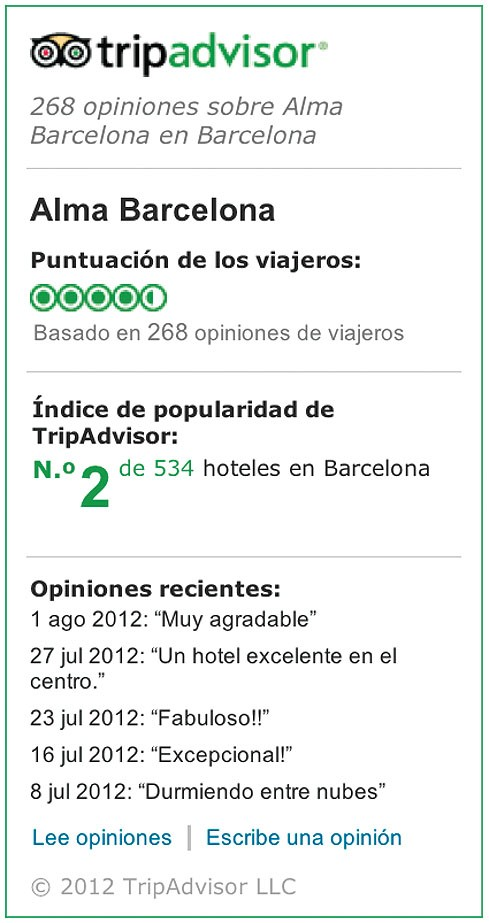 tripadvisor®
268 opiniones sobre Alma
Barcelona en Barcelona
Alma Barcelona
Puntuación de los viajeros:
Basado en 268 opiniones de viajeros
Índice de popularidad de
TripAdvisor:
N.º 2 de 534 hoteles en Barcelona
Opiniones recientes:
1 ago 2012: “Muy agradable”
27 jul 2012: “Un hotel excelente en el
centro.”
23 jul 2012: “Fabuloso!!”
16 jul 2012: “Excepcional!”
8 jul 2012: “Durmiendo entre nubes”
Lee opiniones | Escribe una opinión
© 2012 TripAdvisor LLC